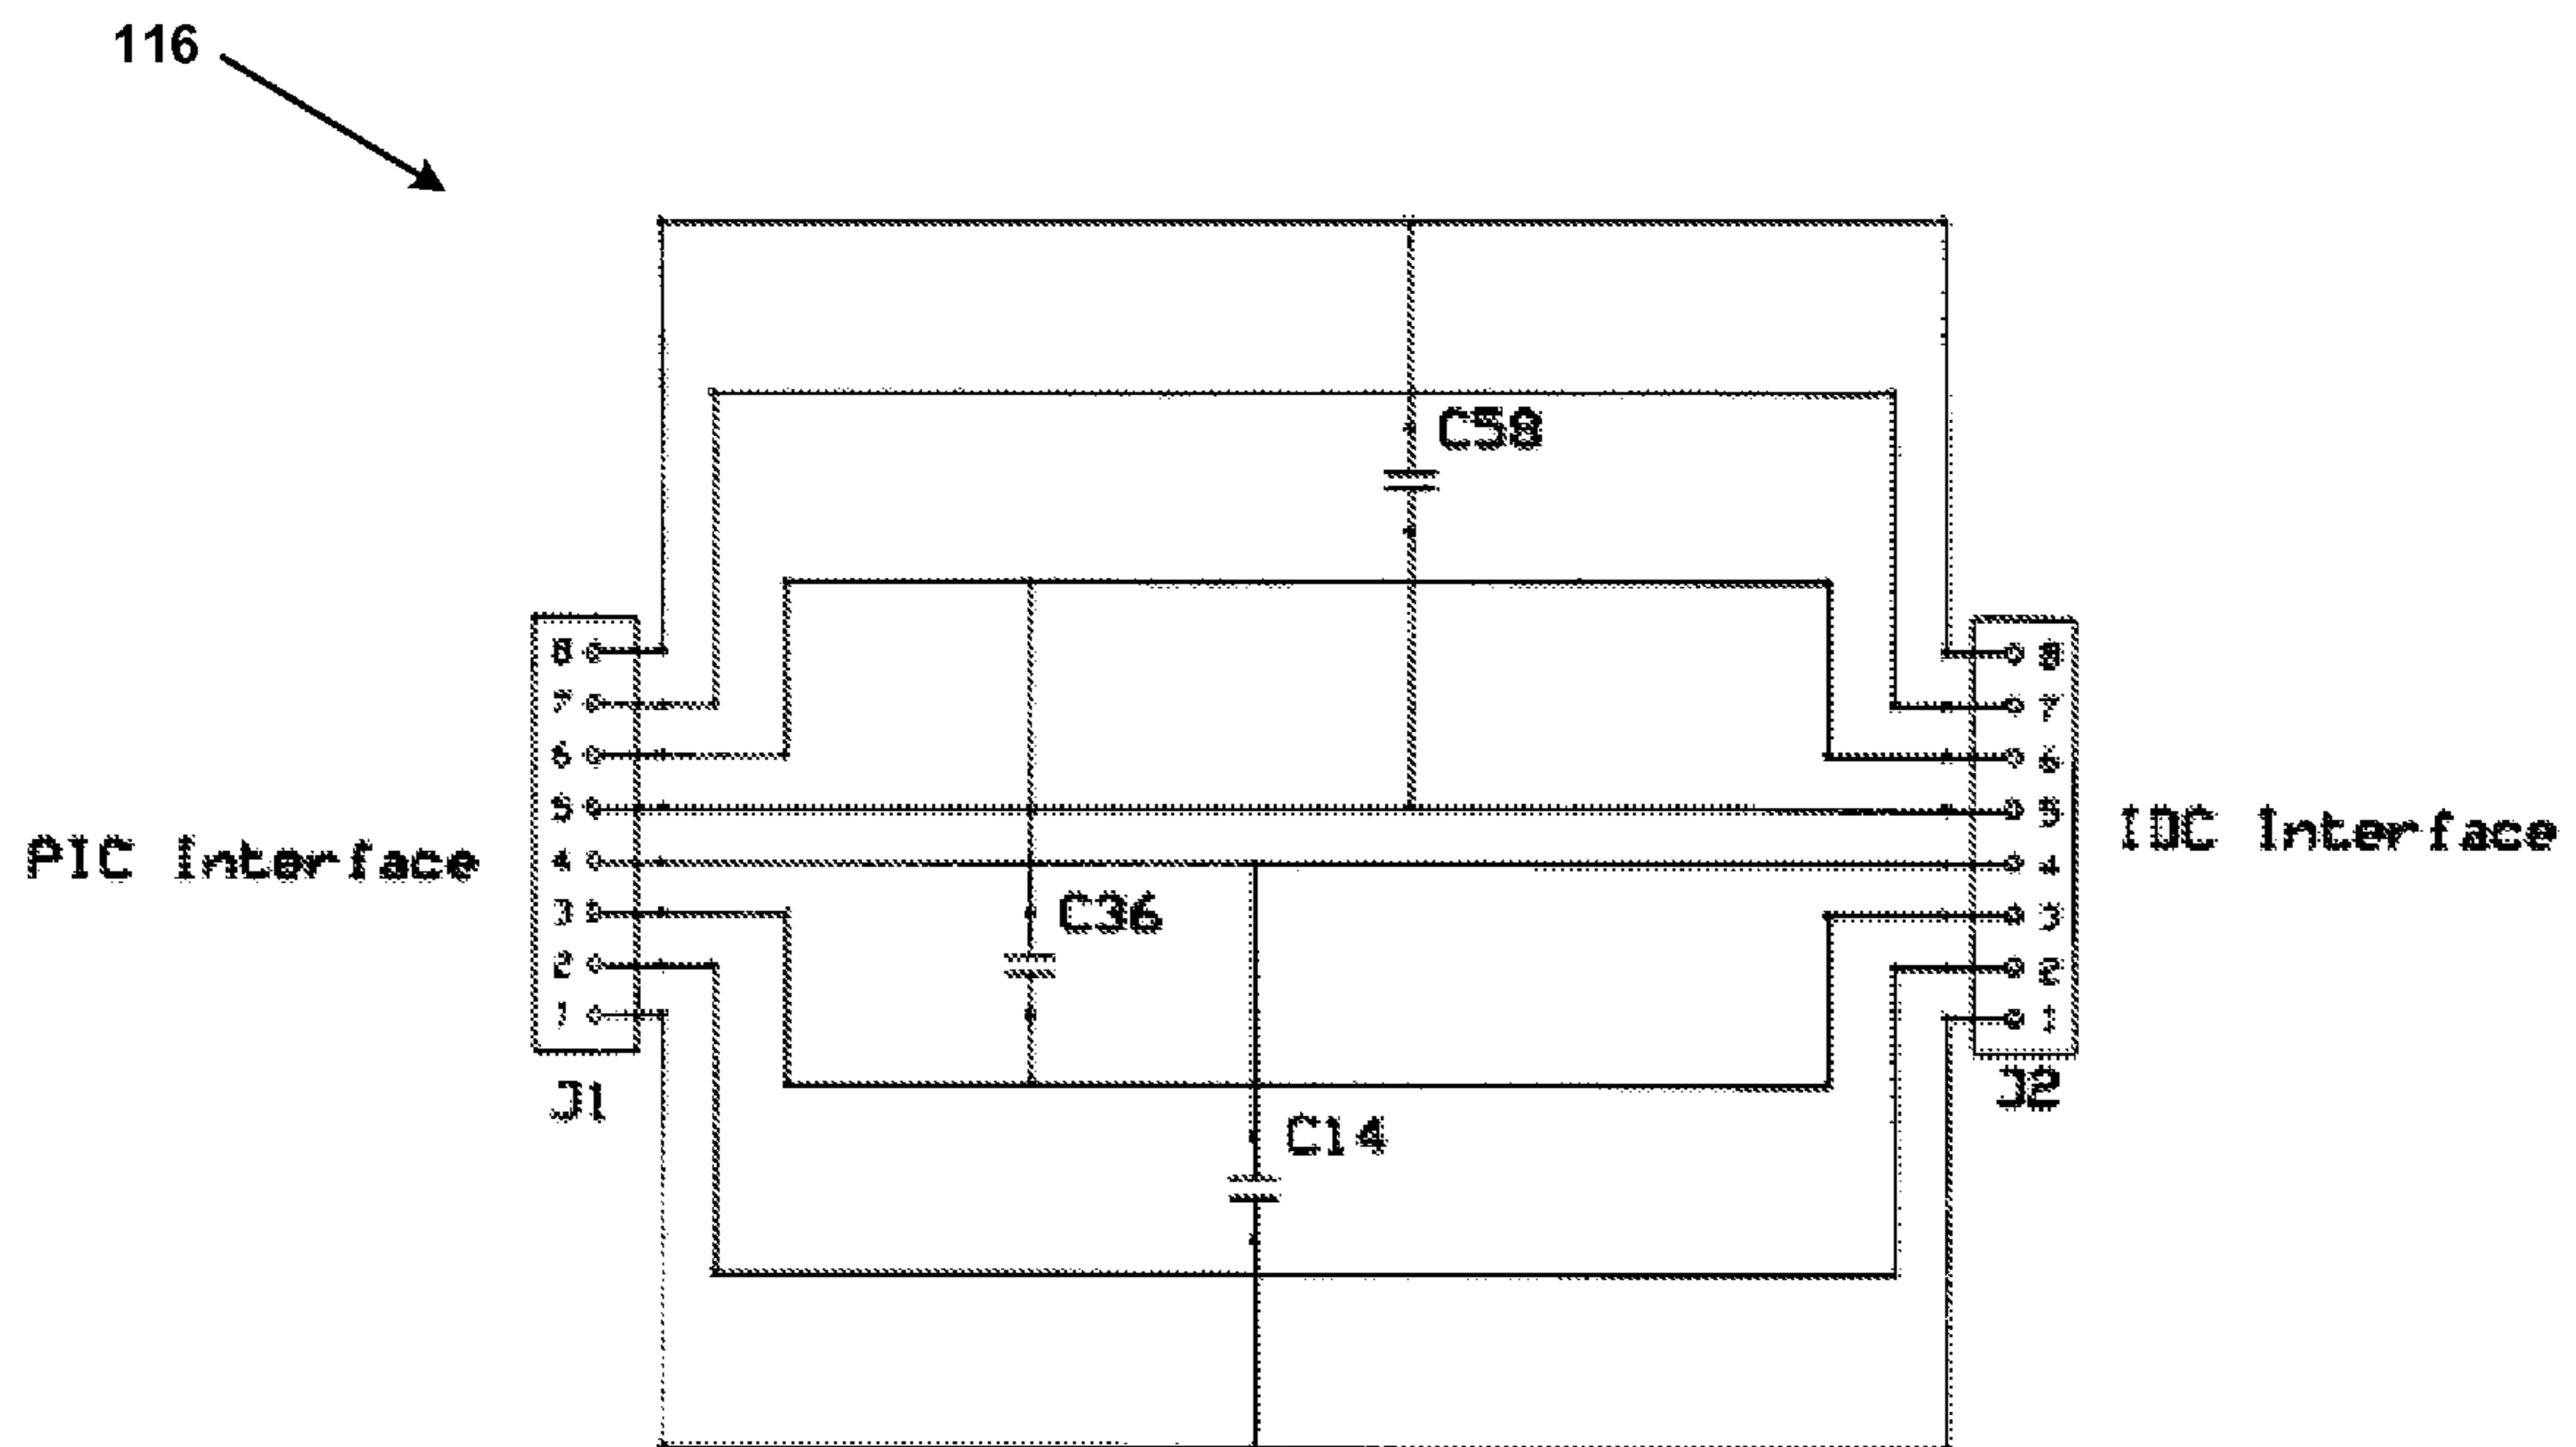 116
C58
8 8
7 7
6 6
5 5
4 4
3 3
2 2
1 1
PIC Interface
IDC Interface
C36
J1
J2
C14